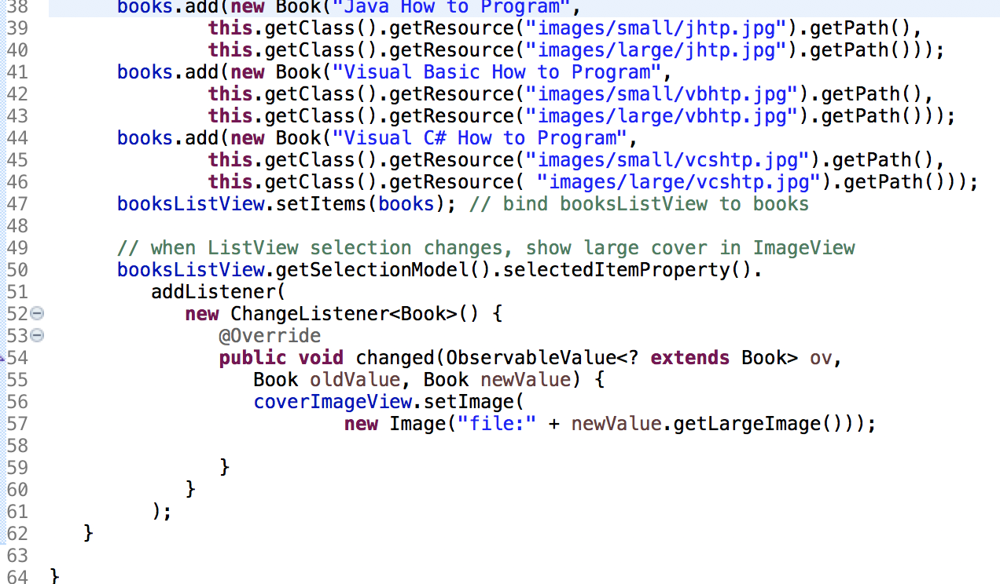 38 books.add(new Book("Java How to Program",
39 this.getClass().getResource("images/small/jhtp.jpg").getPath(),
40 this.getClass().getResource("images/large/jhtp.jpg").getPath()));
41 books.add(new Book("Visual Basic How to Program",
42 this.getClass().getResource("images/small/vbhtp.jpg").getPath(),
43 this.getClass().getResource("images/large/vbhtp.jpg").getPath()));
44 books.add(new Book("Visual C# How to Program",
45 this.getClass().getResource("images/small/vcshtp.jpg").getPath(),
46 this.getClass().getResource( "images/large/vcshtp.jpg").getPath()));
47 booksListView.setItems(books); // bind booksListView to books
48
49 // when ListView selection changes, show large cover in ImageView
50 booksListView.getSelectionModel().selectedItemProperty().
51 addListener(
52 new ChangeListener<Book>() {
53 @Override
54 public void changed(ObservableValue<? extends Book> ov,
55 Book oldValue, Book newValue) {
56 coverImageView.setImage(
57 new Image("file:" + newValue.getLargeImage()));
58
59 }
60 }
61 );
62 }
63
64 }